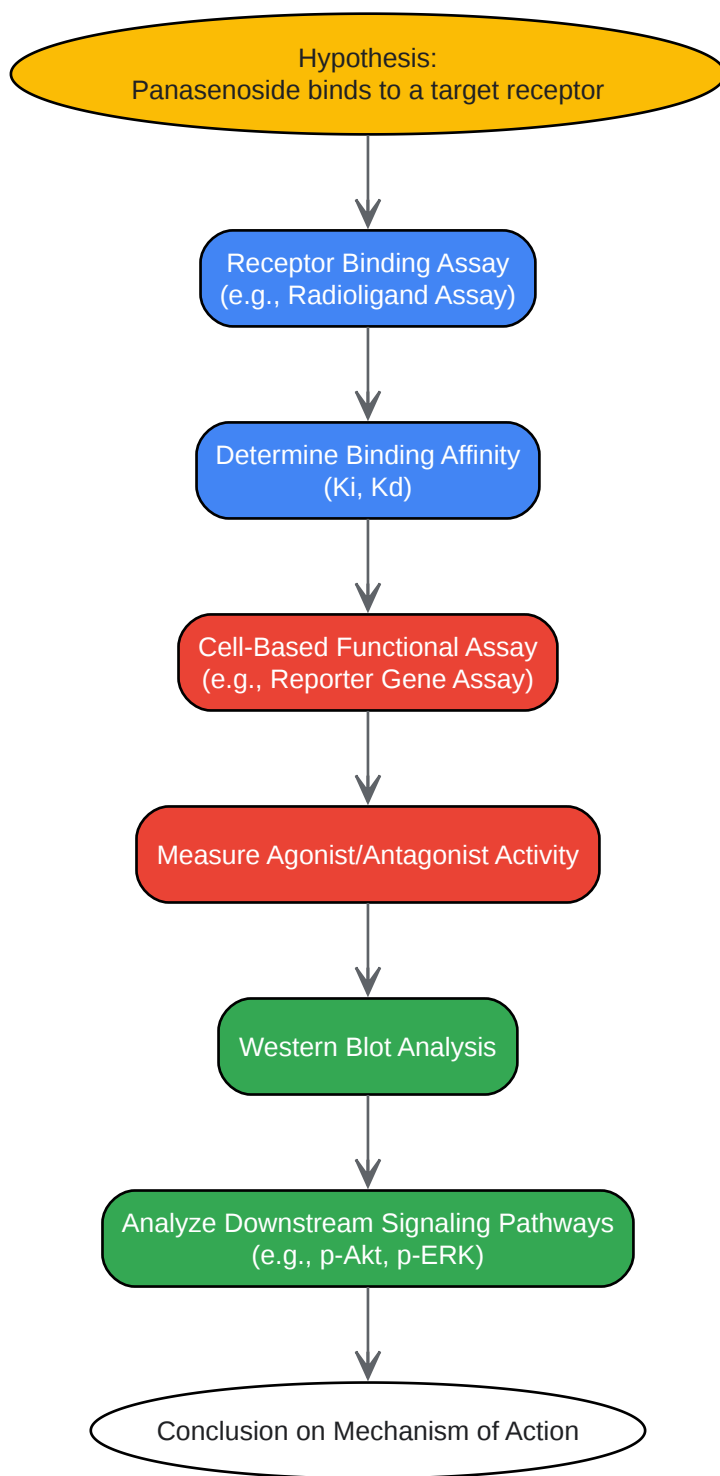 Hypothesis:
Panasenoside binds to a target receptor
Receptor Binding Assay
(e.g., Radioligand Assay)
Determine Binding Affinity
(Ki, Kd)
Cell-Based Functional Assay
(e.g., Reporter Gene Assay)
Measure Agonist/Antagonist Activity
Western Blot Analysis
Analyze Downstream Signaling Pathways
(e.g., p-Akt, p-ERK)
Conclusion on Mechanism of Action